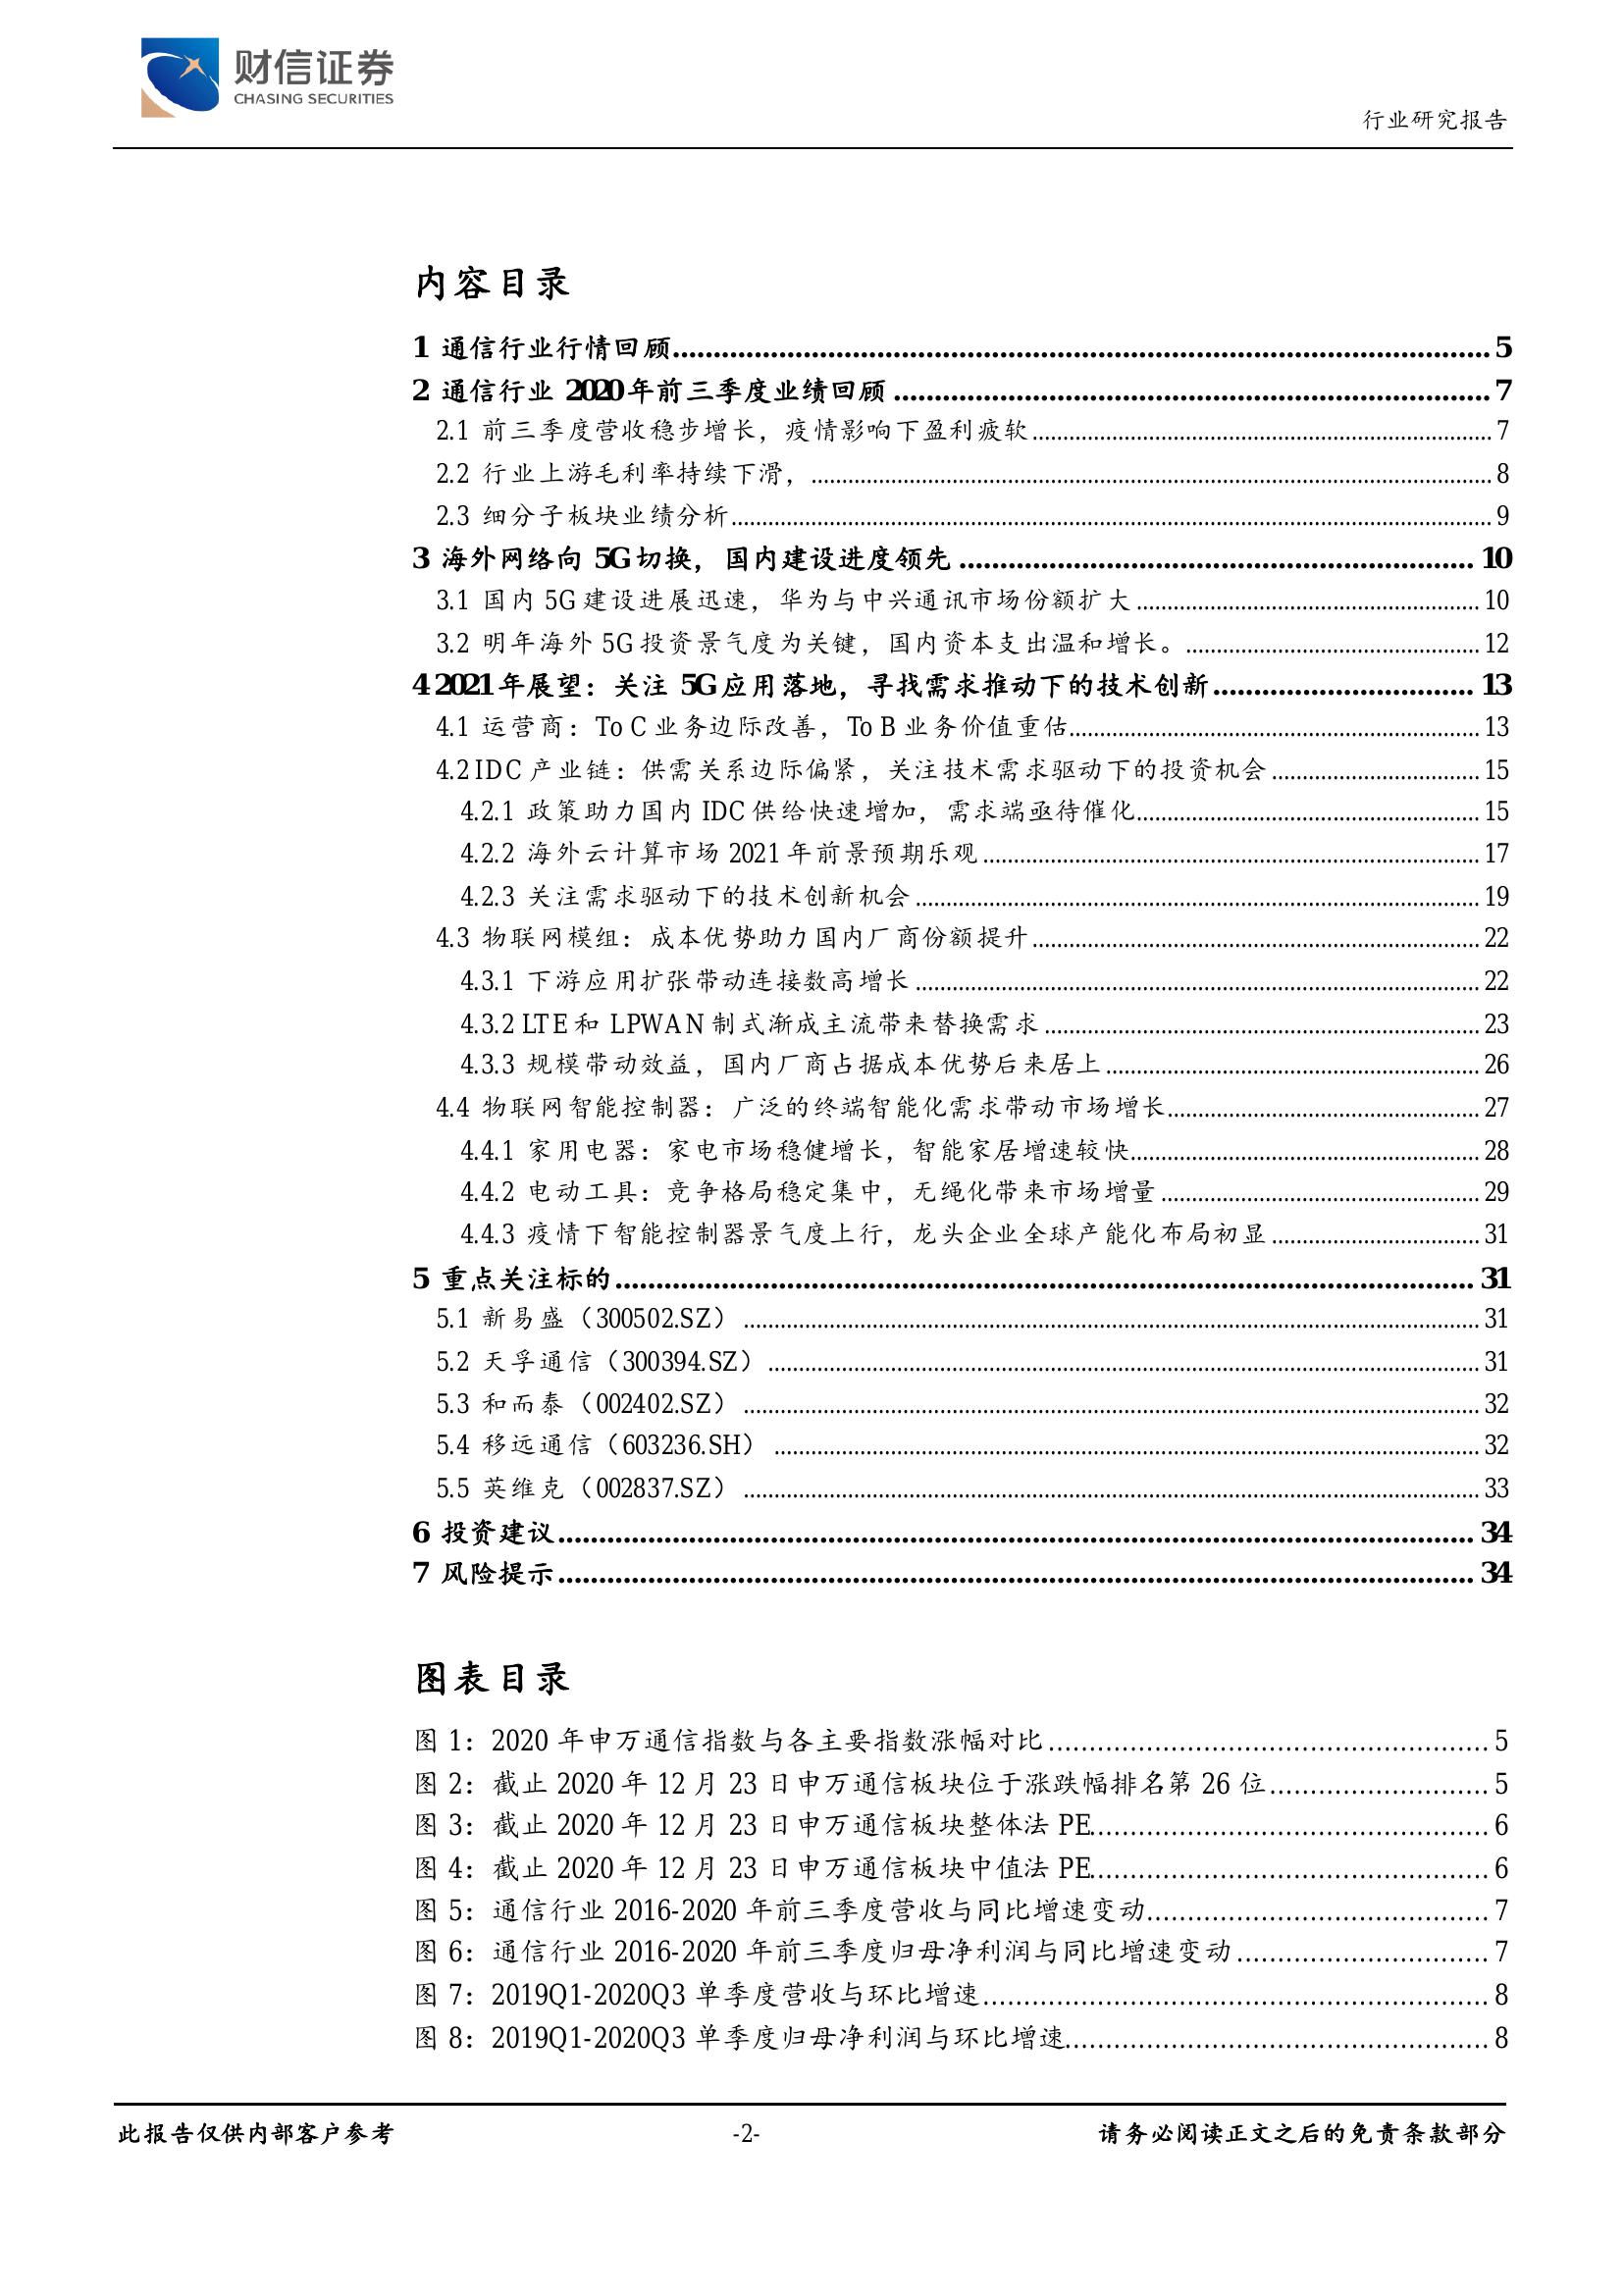 财信证券
CHASING SECURITIES
行业研究报告
内容目录
1 通信行业行情回顾.................... 5
2 通信行业 2020年前三季度业绩回顾.................... 7
2.1 前三季度营收稳步增长，疫情影响下盈利疲软.................... 7
2.2 行业上游毛利率持续下滑，.................... 8
2.3 细分子板块业绩分析.................... 9
3 海外网络向 5G切换，国内建设进度领先.................... 10
3.1 国内 5G建设进展迅速，华为与中兴通讯市场份额扩大.................... 10
3.2 明年海外 5G投资景气度为关键，国内资本支出温和增长。.................... 12
4 2021年展望：关注 5G应用落地，寻找需求推动下的技术创新.................... 13
4.1 运营商：To C 业务边际改善，To B 业务价值重估.................... 13
4.2 IDC 产业链：供需关系边际偏紧，关注技术需求驱动下的投资机会.................... 15
4.2.1 政策助力国内 IDC 供给快速增加，需求端亟待催化.................... 15
4.2.2 海外云计算市场 2021 年前景预期乐观.................... 17
4.2.3 关注需求驱动下的技术创新机会.................... 19
4.3 物联网模组：成本优势助力国内厂商份额提升.................... 22
4.3.1 下游应用扩张带动连接数高增长.................... 22
4.3.2 LTE 和 LPWAN 制式渐成主流带来替换需求.................... 23
4.3.3 规模带动效益，国内厂商占据成本优势后来居上.................... 26
4.4 物联网智能控制器：广泛的终端智能化需求带动市场增长.................... 27
4.4.1 家用电器：家电市场稳健增长，智能家居增速较快.................... 28
4.4.2 电动工具：竞争格局稳定集中，无绳化带来市场增量.................... 29
4.4.3 疫情下智能控制器景气度上行，龙头企业全球产能化布局初显.................... 31
5 重点关注标的.................... 31
5.1 新易盛（300502.SZ）.................... 31
5.2 天孚通信（300394.SZ）.................... 31
5.3 和而泰（002402.SZ）.................... 32
5.4 移远通信（603236.SH）.................... 32
5.5 英维克（002837.SZ）.................... 33
6 投资建议.................... 34
7 风险提示.................... 34
图表目录
图 1：2020 年申万通信指数与各主要指数涨幅对比.................... 5
图 2：截止 2020 年 12 月 23 日申万通信板块位于涨跌幅排名第 26 位.................... 5
图 3：截止 2020 年 12 月 23 日申万通信板块整体法 PE.................... 6
图 4：截止 2020 年 12 月 23 日申万通信板块中值法 PE.................... 6
图 5：通信行业 2016-2020 年前三季度营收与同比增速变动.................... 7
图 6：通信行业 2016-2020 年前三季度归母净利润与同比增速变动.................... 7
图 7：2019Q1-2020Q3 单季度营收与环比增速.................... 8
图 8：2019Q1-2020Q3 单季度归母净利润与环比增速.................... 8
此报告仅供内部客户参考 -2- 请务必阅读正文之后的免责条款部分